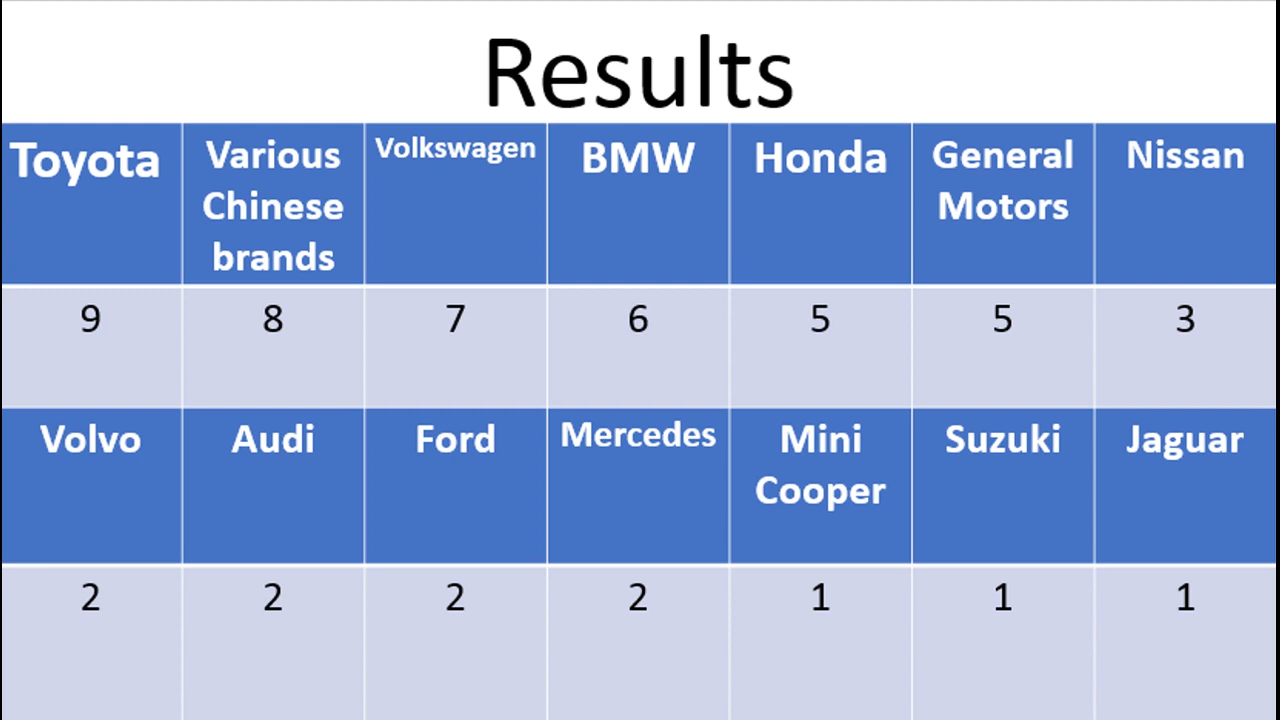 Results
Toyota
Various
Chinese
brands
Volkswagen
BMW
Honda
General
Motors
Nissan
9
8
7
6
5
5
3
Volvo
Audi
Ford
Mercedes
Mini
Cooper
Suzuki
Jaguar
2
2
2
2
1
1
1